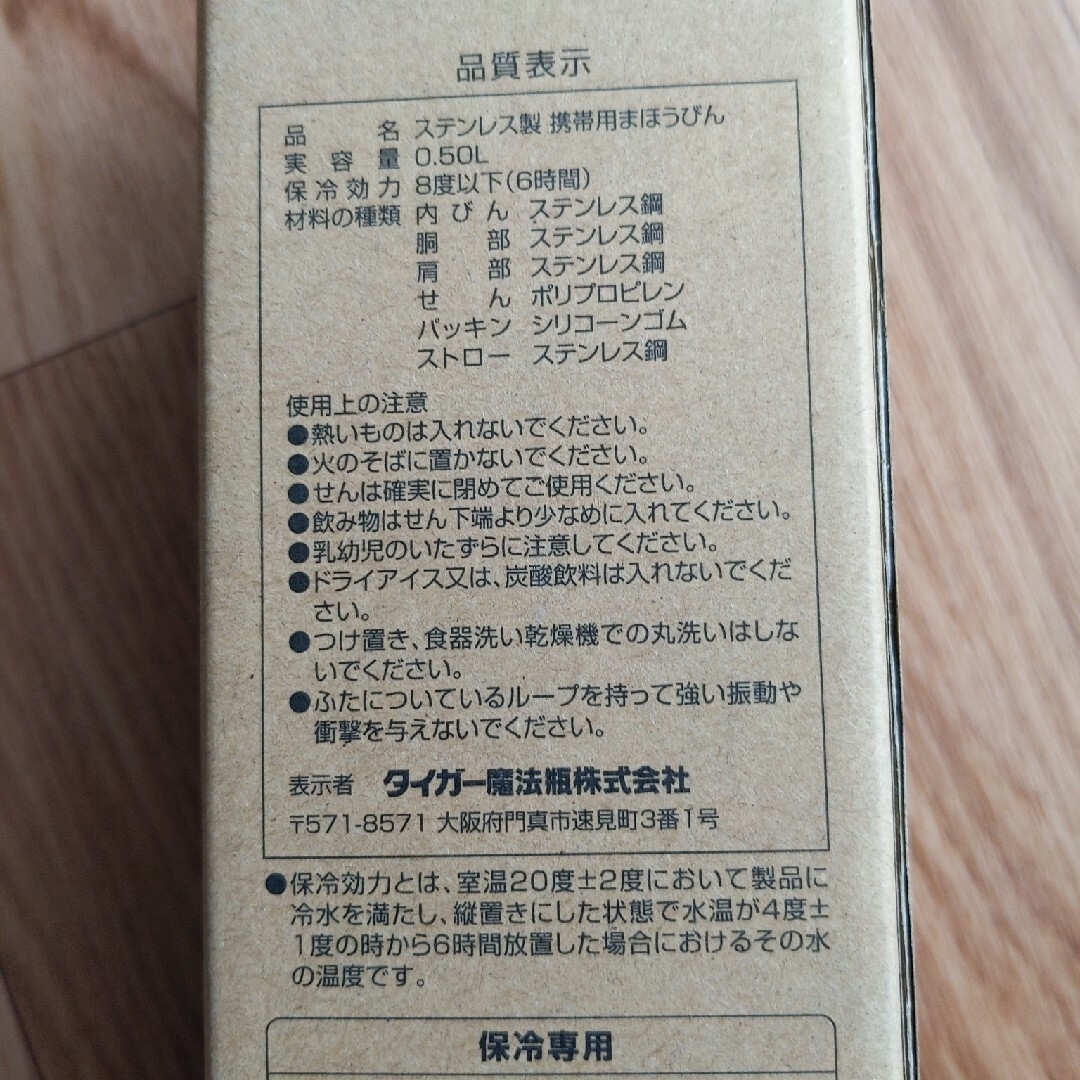 品質表示
品名 ステンレス製 携帯用まほうびん
実容量 0.50L
保冷効力 8度以下(6時間)
材料の種類 内びん ステンレス鋼
胴部 ステンレス鋼
肩部 ステンレス鋼
せん ポリプロピレン
パッキン シリコーンゴム
ストロー ステンレス鋼
使用上の注意
●熱いものは入れないでください。
●火のそばに置かないでください。
●せんは確実に閉めてご使用ください。
●飲み物はせん下端より少なめに入れてください。
●乳幼児のいたずらに注意してください。
●ドライアイス又は、炭酸飲料は入れないでくだ
さい。
●つけ置き、食器洗い乾燥機での丸洗いはしな
いでください。
●ふたについているループを持って強い振動や
衝撃を与えないでください。
表示者 タイガー魔法瓶株式会社
〒571-8571 大阪府門真市速見町3番1号
●保冷効力とは、室温20度±2度において製品に
冷水を満たし、縦置きにした状態で水温が4度±
1度の時から6時間放置した場合におけるその水
の温度です。
保冷専用